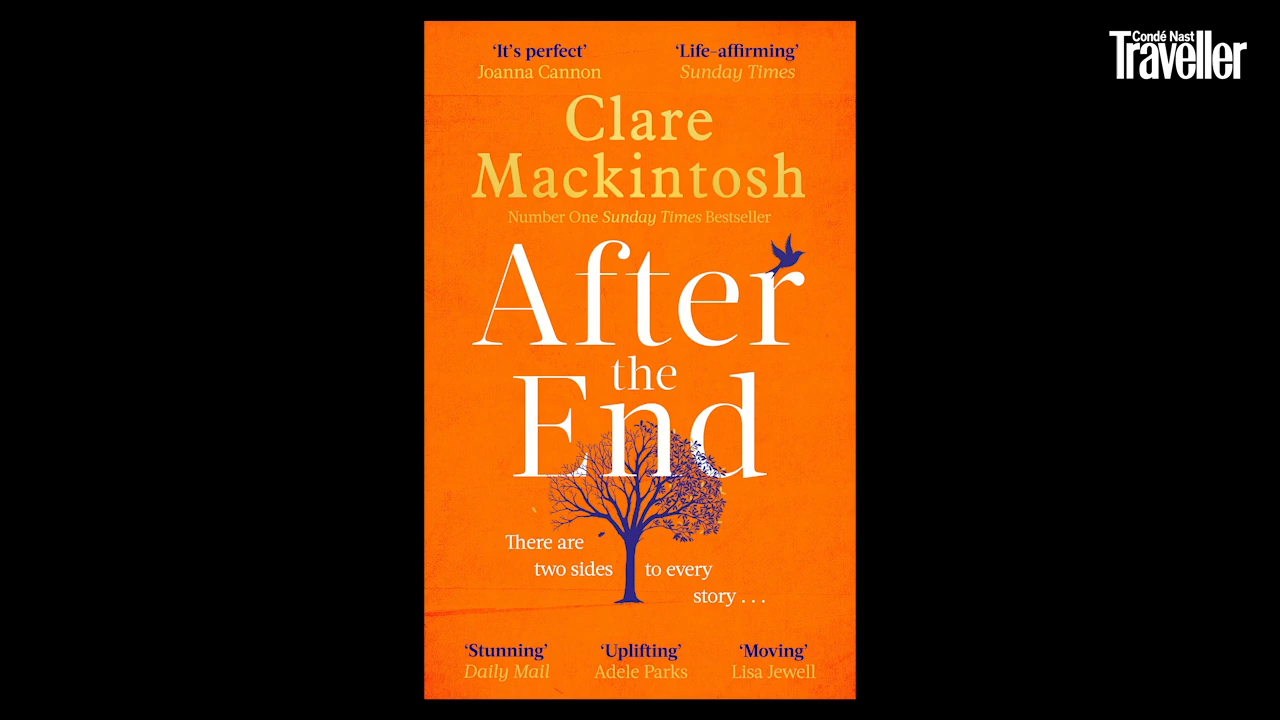 ‘It’s perfect’
Joanna Cannon
‘Life-affirming’
Sunday Times
Condé Nast
Traveller
Clare
Mackintosh
Number One Sunday Times Bestseller
After
the
End
There are
two sides to every
story . . .
‘Stunning’
Daily Mail
‘Uplifting’
Adele Parks
‘Moving’
Lisa Jewell